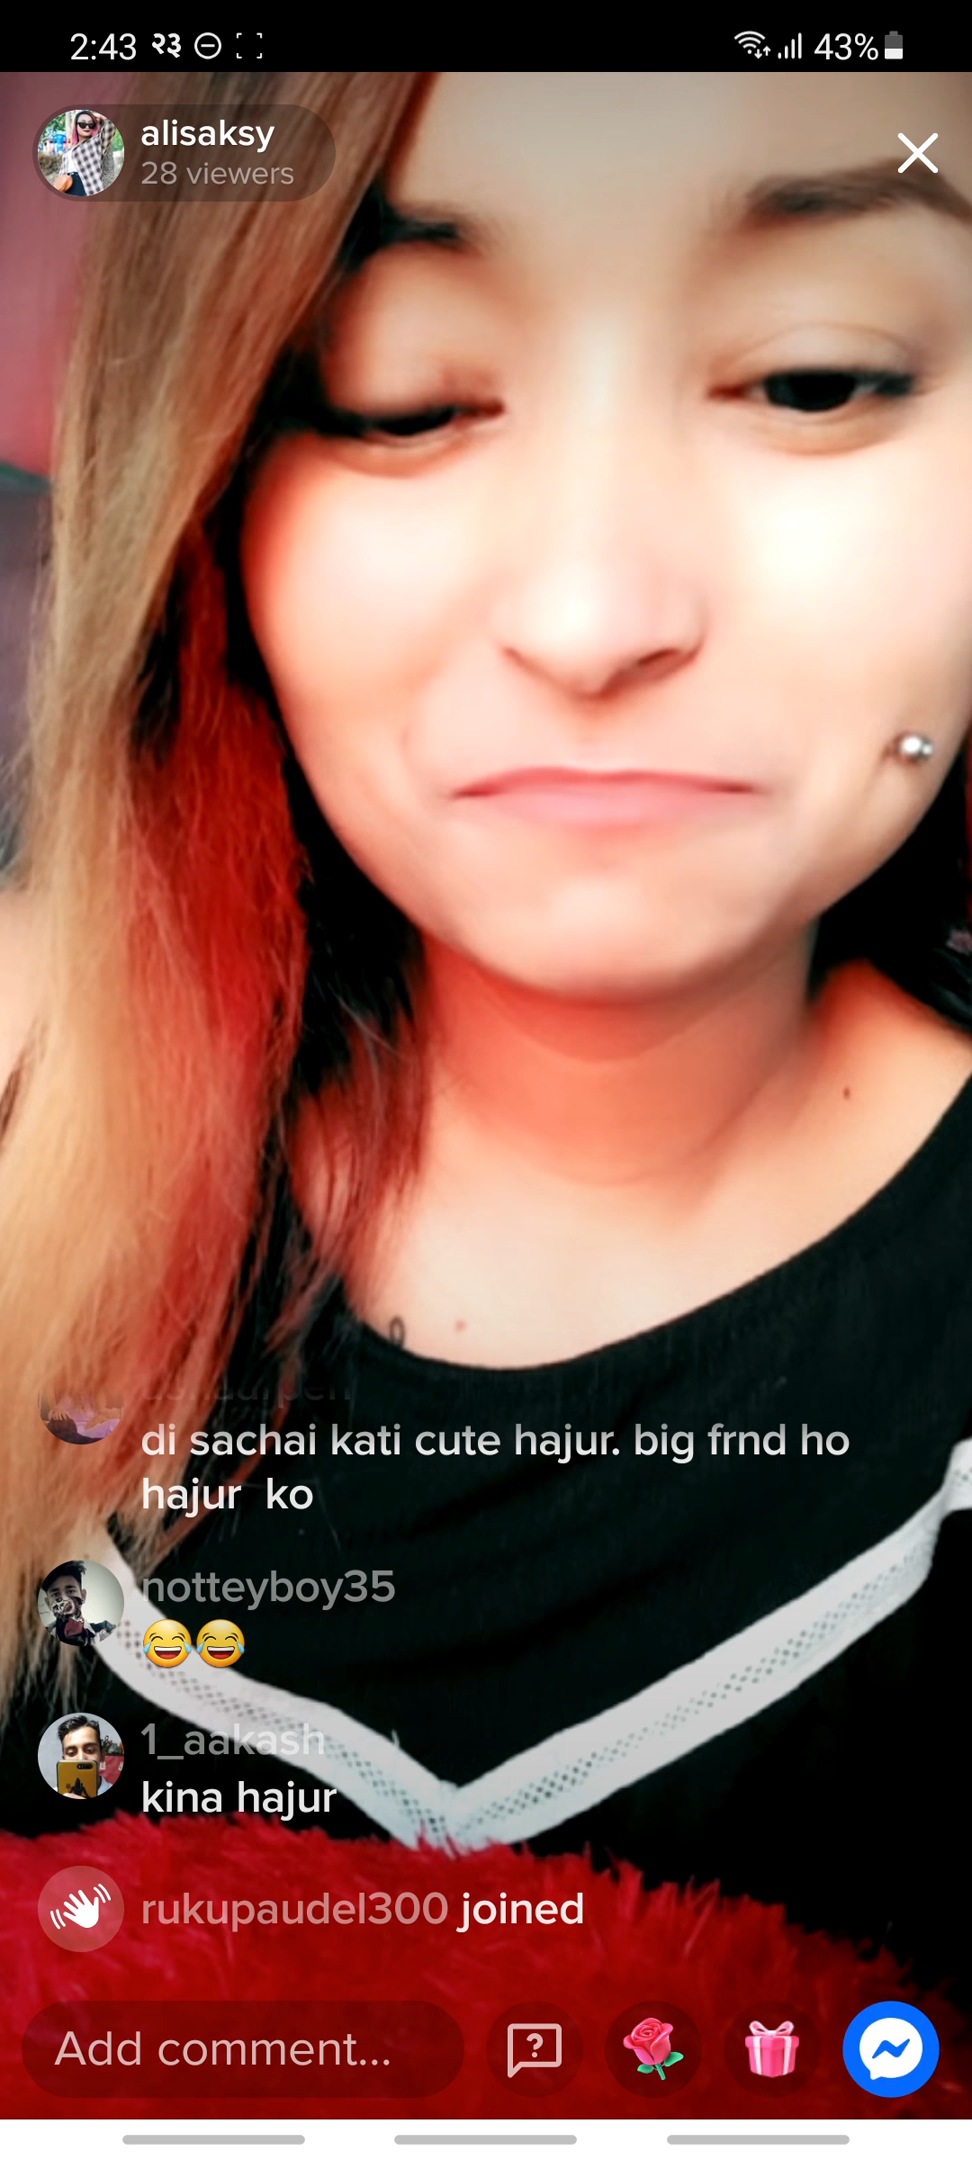 2:43 २३
43%
alisaksy
28 viewers
di sachai kati cute hajur. big frnd ho
hajur ko
notteyboy35
😂😂
1_aakash
kina hajur
rukupaudel300 joined
Add comment...